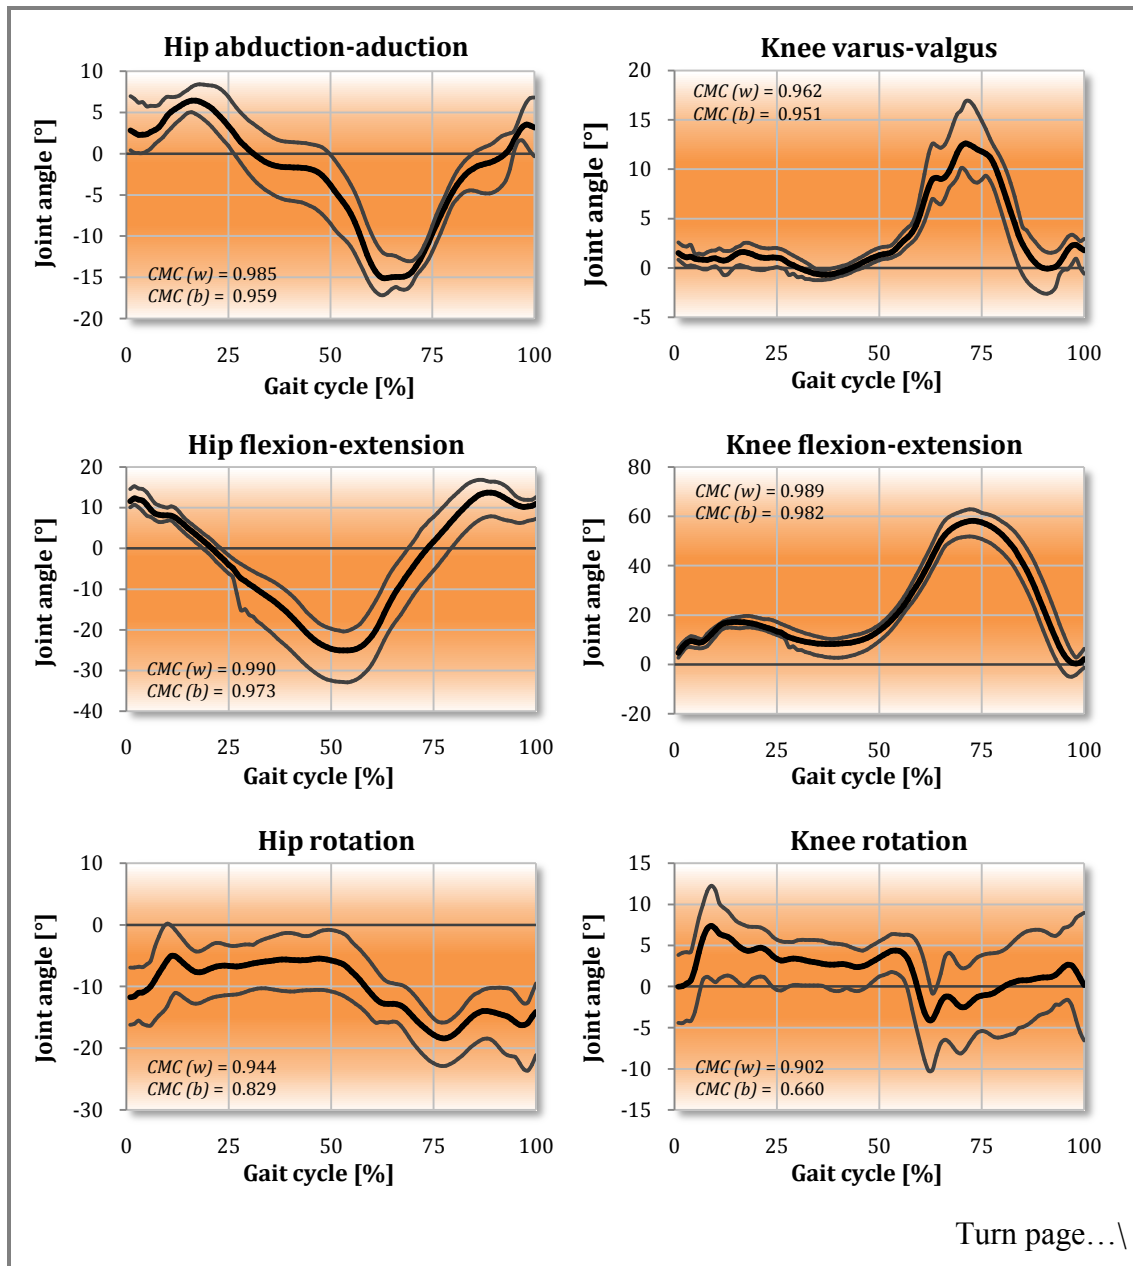 Hip abduction-aduction
10
5
0
-5
-10
-15
-20
Joint angle [°]
CMC (w) = 0.985
CMC (b) = 0.959
0 25 50 75 100
Gait cycle [%]
Knee varus-valgus
20
15
10
5
0
-5
Joint angle [°]
CMC (w) = 0.962
CMC (b) = 0.951
0 25 50 75 100
Gait cycle [%]
Hip flexion-extension
20
10
0
-10
-20
-30
-40
Joint angle [°]
CMC (w) = 0.990
CMC (b) = 0.973
0 25 50 75 100
Gait cycle [%]
Knee flexion-extension
80
60
40
20
0
-20
Joint angle [°]
CMC (w) = 0.989
CMC (b) = 0.982
0 25 50 75 100
Gait cycle [%]
Hip rotation
10
0
-10
-20
-30
Joint angle [°]
CMC (w) = 0.944
CMC (b) = 0.829
0 25 50 75 100
Gait cycle [%]
Knee rotation
15
10
5
0
-5
-10
-15
Joint angle [°]
CMC (w) = 0.902
CMC (b) = 0.660
0 25 50 75 100
Gait cycle [%]
Turn page…\